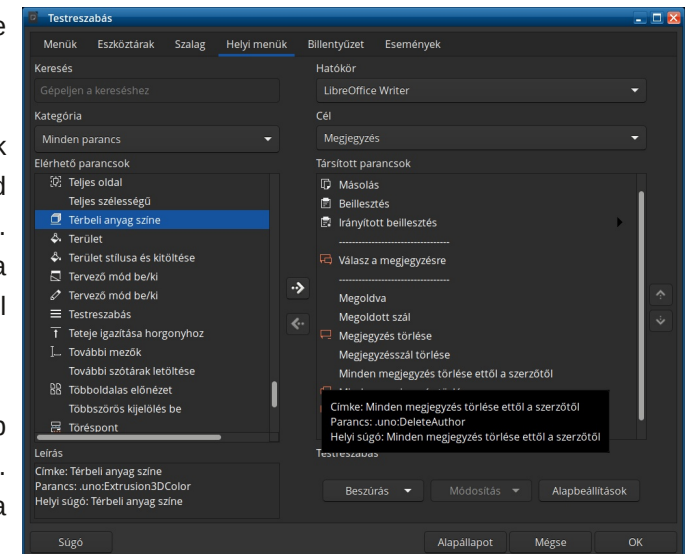 Testreszabás
Menük Eszköztárak Szalag Helyi menük Billentyűzet Események
Keresés
Gépeljen a kereséshez
Kategória
Minden parancs
Elérhető parancsok
Teljes oldal
Teljes szélességű
Térbeli anyag színe
Terület
Terület stílusa és kitöltése
Tervező mód be/ki
Tervező mód be/ki
Testreszabás
Teteje igazítása horgonyhoz
További mezők
További szótárak letöltése
Többoldalas előnézet
Többszörös kijelölés be
Töréspont
Leírás
Címke: Térbeli anyag színe
Parancs: .uno:Extrusion3DColor
Helyi súgó: Térbeli anyag színe
Hatókör
LibreOffice Writer
Cél
Megjegyzés
Társított parancsok
Másolás
Beillesztés
Irányított beillesztés
----------------------------------
Válasz a megjegyzésre
----------------------------------
Megoldva
Megoldott szál
Megjegyzés törlése
Megjegyzésszál törlése
Minden megjegyzés törlése ettől a szerzőtől
Címke: Minden megjegyzés törlése ettől a szerzőtől
Parancs: .uno:DeleteAuthor
Helyi súgó: Minden megjegyzés törlése ettől a szerzőtől
Testreszabás
Beszúrás Módosítás Alapbeállítások
Súgó Alapállapot Mégse OK